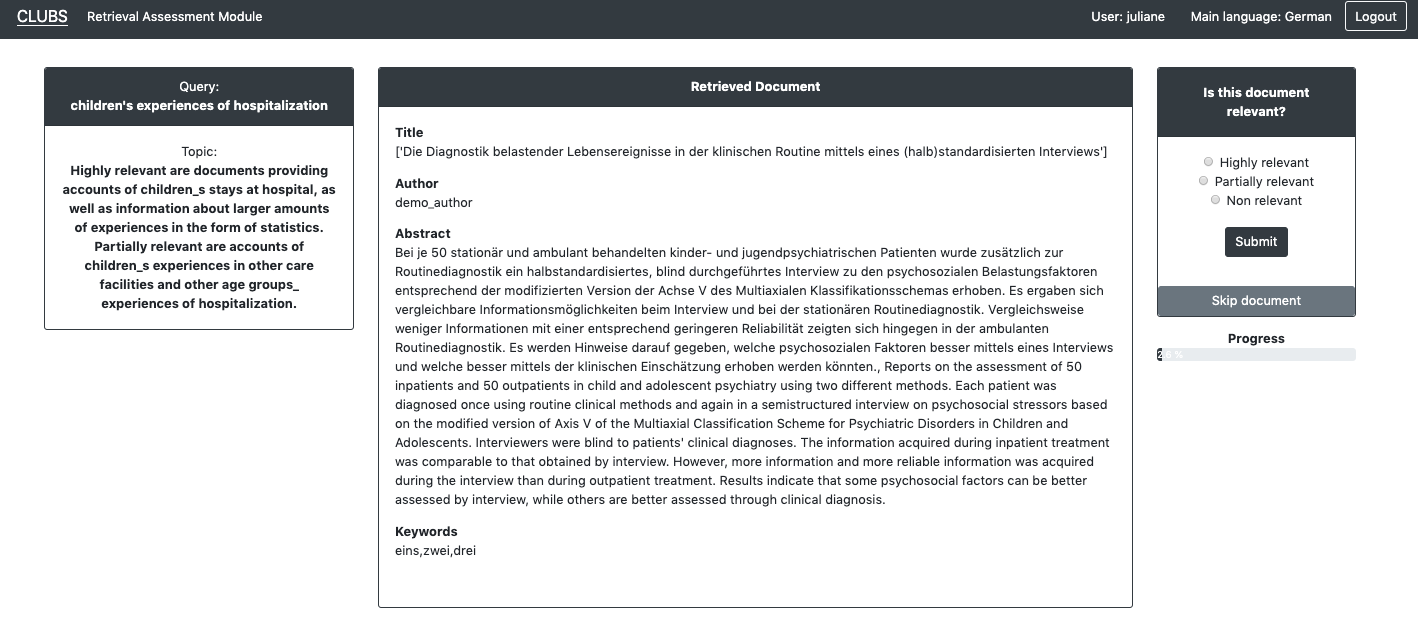 CLUBS Retrieval Assessment Module User: juliane Main language: German Logout
Query:
children's experiences of hospitalization
Topic:
Highly relevant are documents providing
accounts of children_s stays at hospital, as
well as information about larger amounts
of experiences in the form of statistics.
Partially relevant are accounts of
children_s experiences in other care
facilities and other age groups_
experiences of hospitalization.
Retrieved Document
Title
['Die Diagnostik belastender Lebensereignisse in der klinischen Routine mittels eines (halb)standardisierten Interviews']
Author
demo_author
Abstract
Bei je 50 stationär und ambulant behandelten kinder- und jugendpsychiatrischen Patienten wurde zusätzlich zur
Routinediagnostik ein halbstandardisiertes, blind durchgeführtes Interview zu den psychosozialen Belastungsfaktoren
entsprechend der modifizierten Version der Achse V des Multiaxialen Klassifikationsschemas erhoben. Es ergaben sich
vergleichbare Informationsmöglichkeiten beim Interview und bei der stationären Routinediagnostik. Vergleichsweise
weniger Informationen mit einer entsprechend geringeren Reliabilität zeigten sich hingegen in der ambulanten
Routinediagnostik. Es werden Hinweise darauf gegeben, welche psychosozialen Faktoren besser mittels eines Interviews
und welche besser mittels der klinischen Einschätzung erhoben werden könnten., Reports on the assessment of 50
inpatients and 50 outpatients in child and adolescent psychiatry using two different methods. Each patient was
diagnosed once using routine clinical methods and again in a semistructured interview on psychosocial stressors based
on the modified version of Axis V of the Multiaxial Classification Scheme for Psychiatric Disorders in Children and
Adolescents. Interviewers were blind to patients' clinical diagnoses. The information acquired during inpatient treatment
was comparable to that obtained by interview. However, more information and more reliable information was acquired
during the interview than during outpatient treatment. Results indicate that some psychosocial factors can be better
assessed by interview, while others are better assessed through clinical diagnosis.
Keywords
eins,zwei,drei
Is this document
relevant?
Highly relevant
Partially relevant
Non relevant
Submit
Skip document
Progress
2.6 %